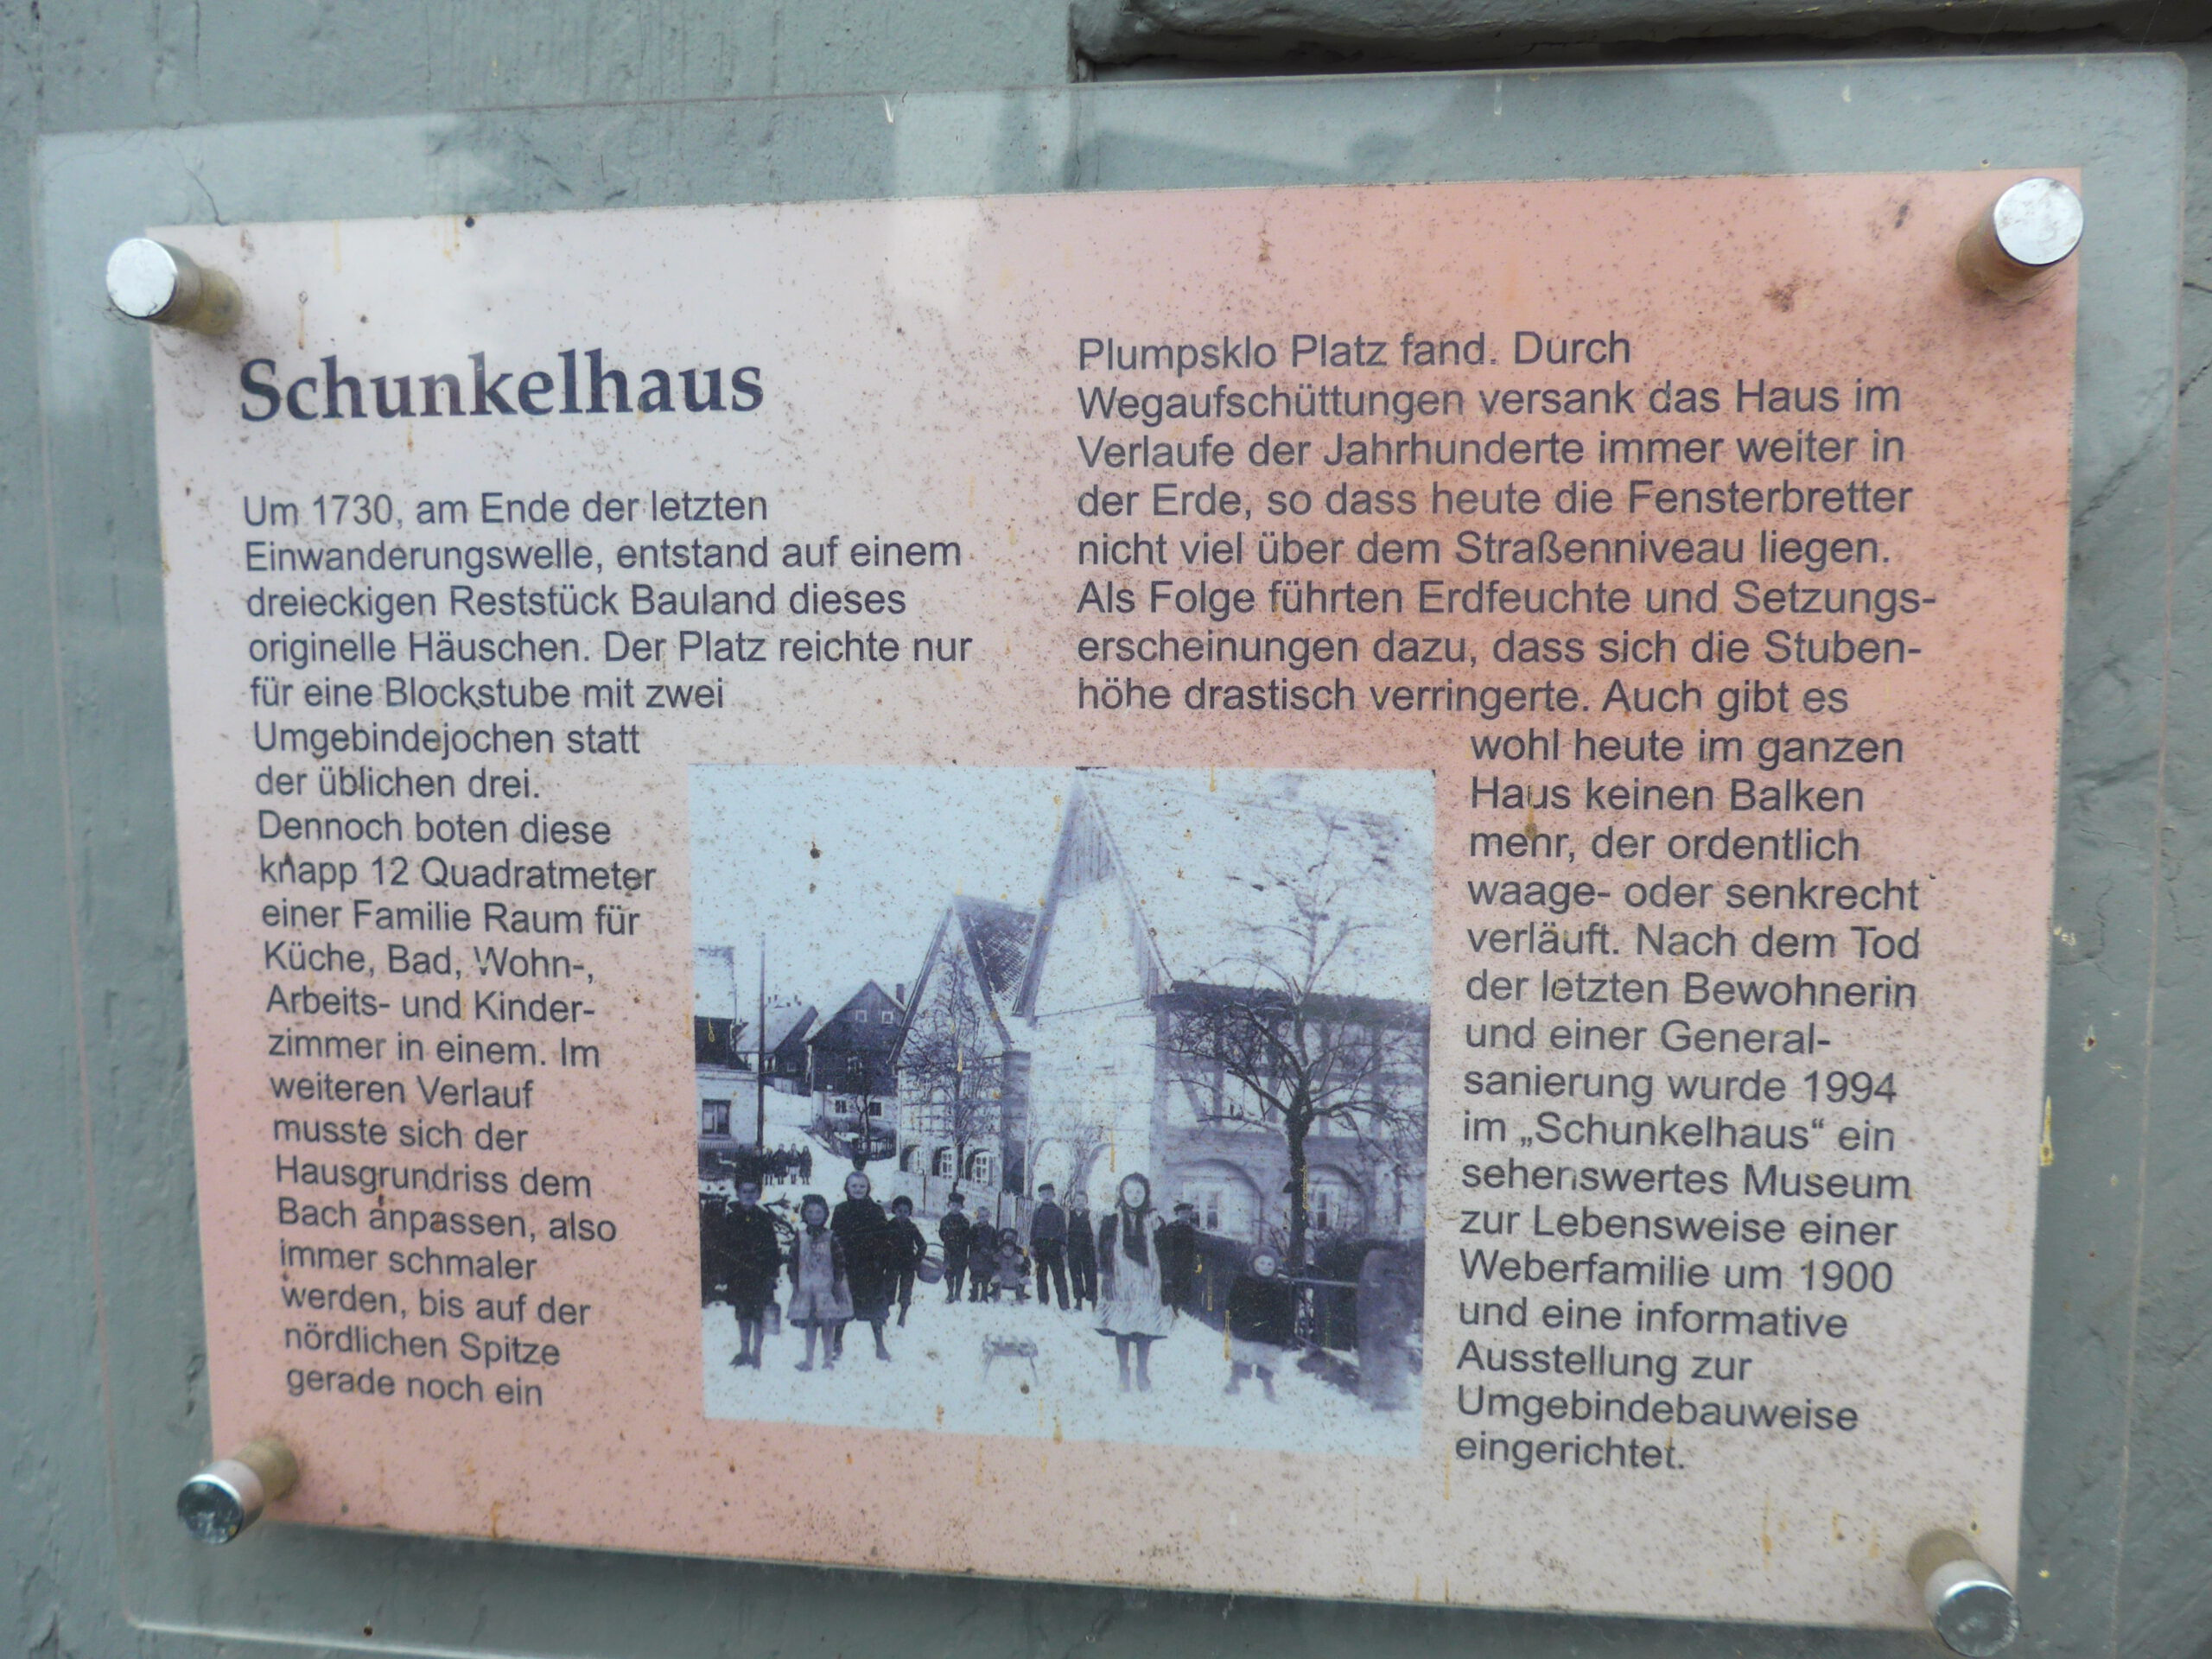 Schunkelhaus
Um 1730, am Ende der letzten
Einwanderungswelle, entstand auf einem
dreieckigen Reststück Bauland dieses
originelle Häuschen. Der Platz reichte nur
für eine Blockstube mit zwei
Umgebindejochen statt
der üblichen drei.
Dennoch boten diese
knapp 12 Quadratmeter
einer Familie Raum für
Küche, Bad, Wohn-,
Arbeits- und Kinder-
zimmer in einem. Im
weiteren Verlauf
musste sich der
Hausgrundriss dem
Bach anpassen, also
immer schmaler
werden, bis auf der
nördlichen Spitze
gerade noch ein
Plumpsklo Platz fand. Durch
Wegaufschüttungen versank das Haus im
Verlaufe der Jahrhunderte immer weiter in
der Erde, so dass heute die Fensterbretter
nicht viel über dem Straßenniveau liegen.
Als Folge führten Erdfeuchte und Setzungs-
erscheinungen dazu, dass sich die Stuben-
höhe drastisch verringerte. Auch gibt es
wohl heute im ganzen
Haus keinen Balken
mehr, der ordentlich
waage- oder senkrecht
verläuft. Nach dem Tod
der letzten Bewohnerin
und einer General-
sanierung wurde 1994
im „Schunkelhaus“ ein
sehenswertes Museum
zur Lebensweise einer
Weberfamilie um 1900
und eine informative
Ausstellung zur
Umgebindebauweise
eingerichtet.